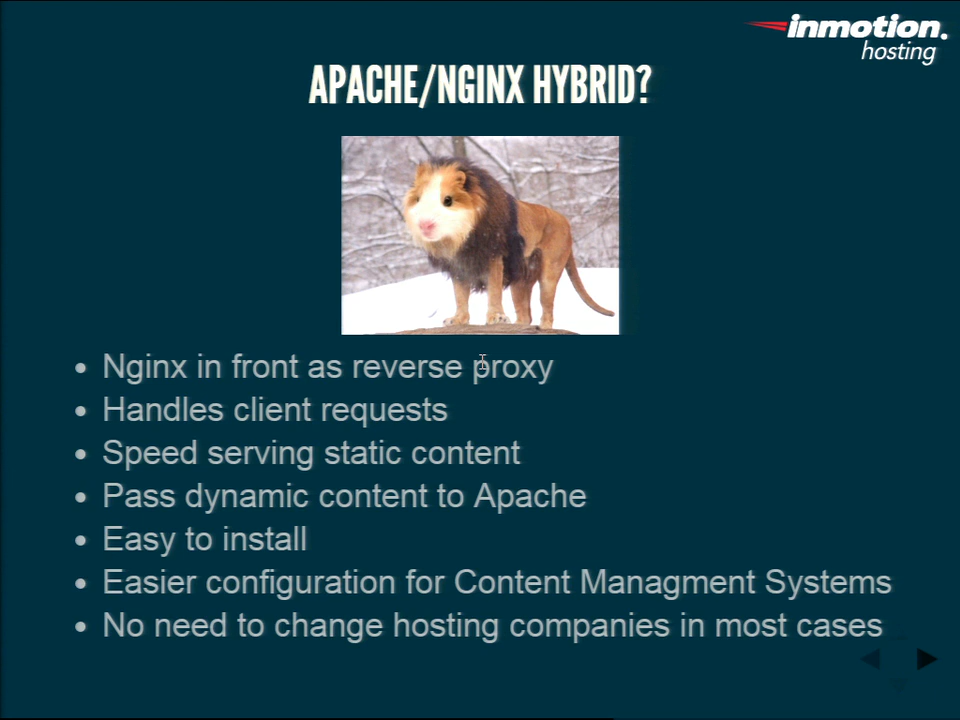 inmotion.
hosting
APACHE/NGINX HYBRID?
Nginx in front as reverse proxy
Handles client requests
Speed serving static content
Pass dynamic content to Apache
Easy to install
Easier configuration for Content Managment Systems
No need to change hosting companies in most cases